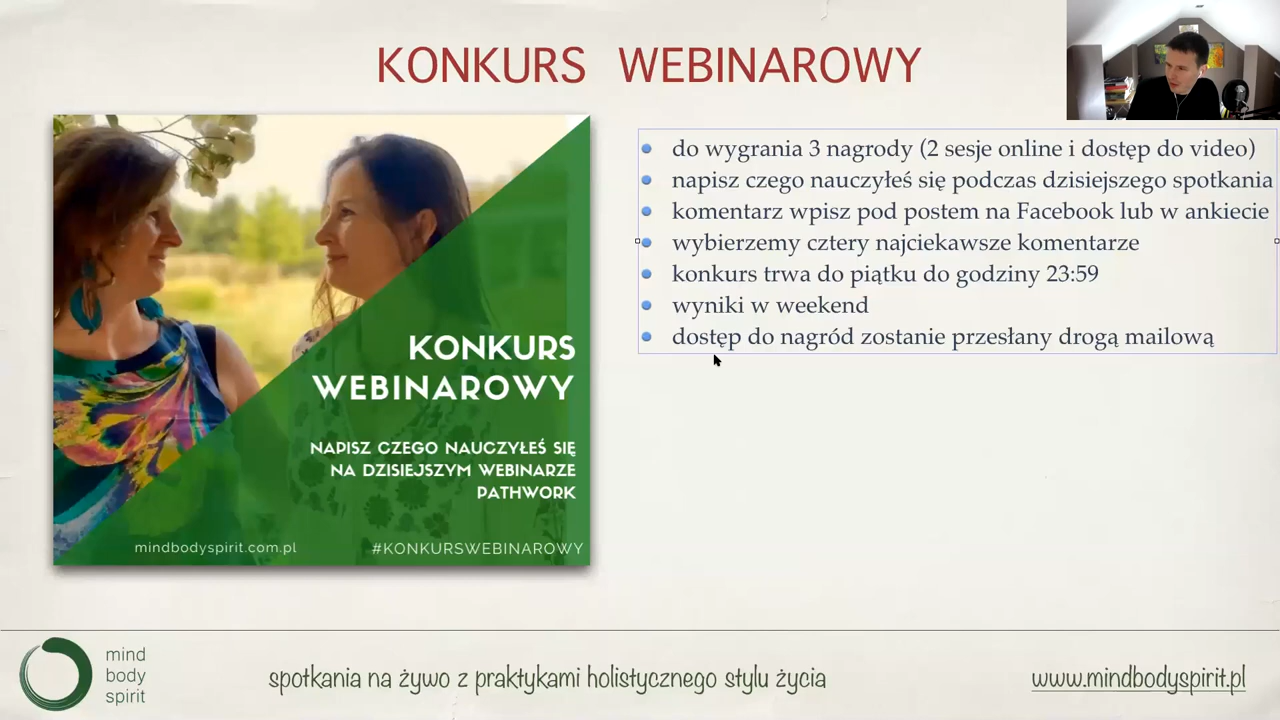 KONKURS WEBINAROWY
do wygrania 3 nagrody (2 sesje online i dostęp do video)
napisz czego nauczyłeś się podczas dzisiejszego spotkania
komentarz wpisz pod postem na Facebook lub w ankiecie
wybierzemy cztery najciekawsze komentarze
konkurs trwa do piątku do godziny 23:59
wyniki w weekend
dostęp do nagród zostanie przesłany drogą mailową
KONKURS
WEBINAROWY
NAPISZ CZEGO NAUCZYŁEŚ SIĘ
NA DZISIEJSZYM WEBINARZE
PATHWORK
mindbodyspirit.com.pl
#KONKURSWEBINAROWY
mind
body
spirit
spotkania na żywo z praktykami holistycznego stylu życia
www.mindbodyspirit.pl